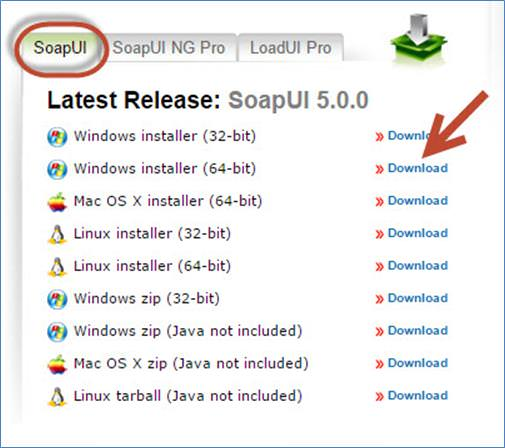 SoapUI SoapUI NG Pro LoadUI Pro
Latest Release: SoapUI 5.0.0
Windows installer (32-bit) » Download
Windows installer (64-bit) » Download
Mac OS X installer (64-bit) » Download
Linux installer (32-bit) » Download
Linux installer (64-bit) » Download
Windows zip (32-bit) » Download
Windows zip (Java not included) » Download
Mac OS X zip (Java not included) » Download
Linux tarball (Java not included) » Download